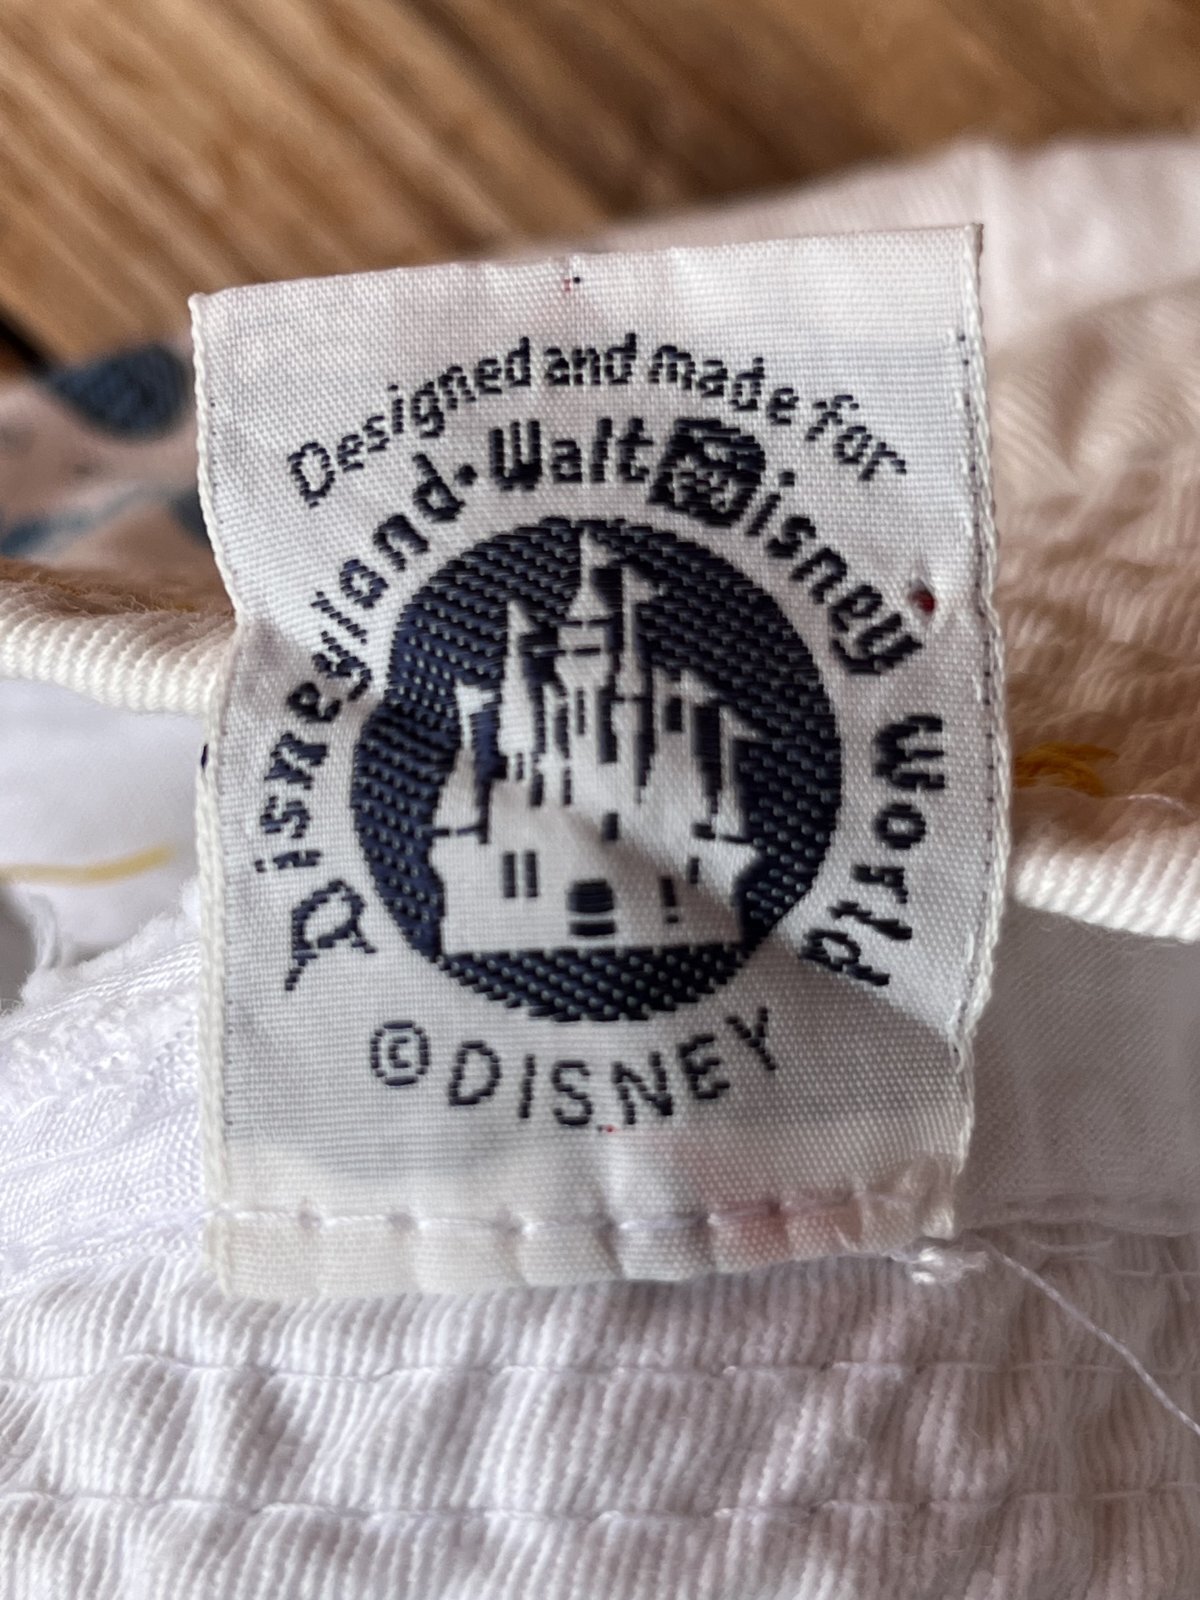 Designed and made for
Disneyland • Walt Disney World
© DISNEY